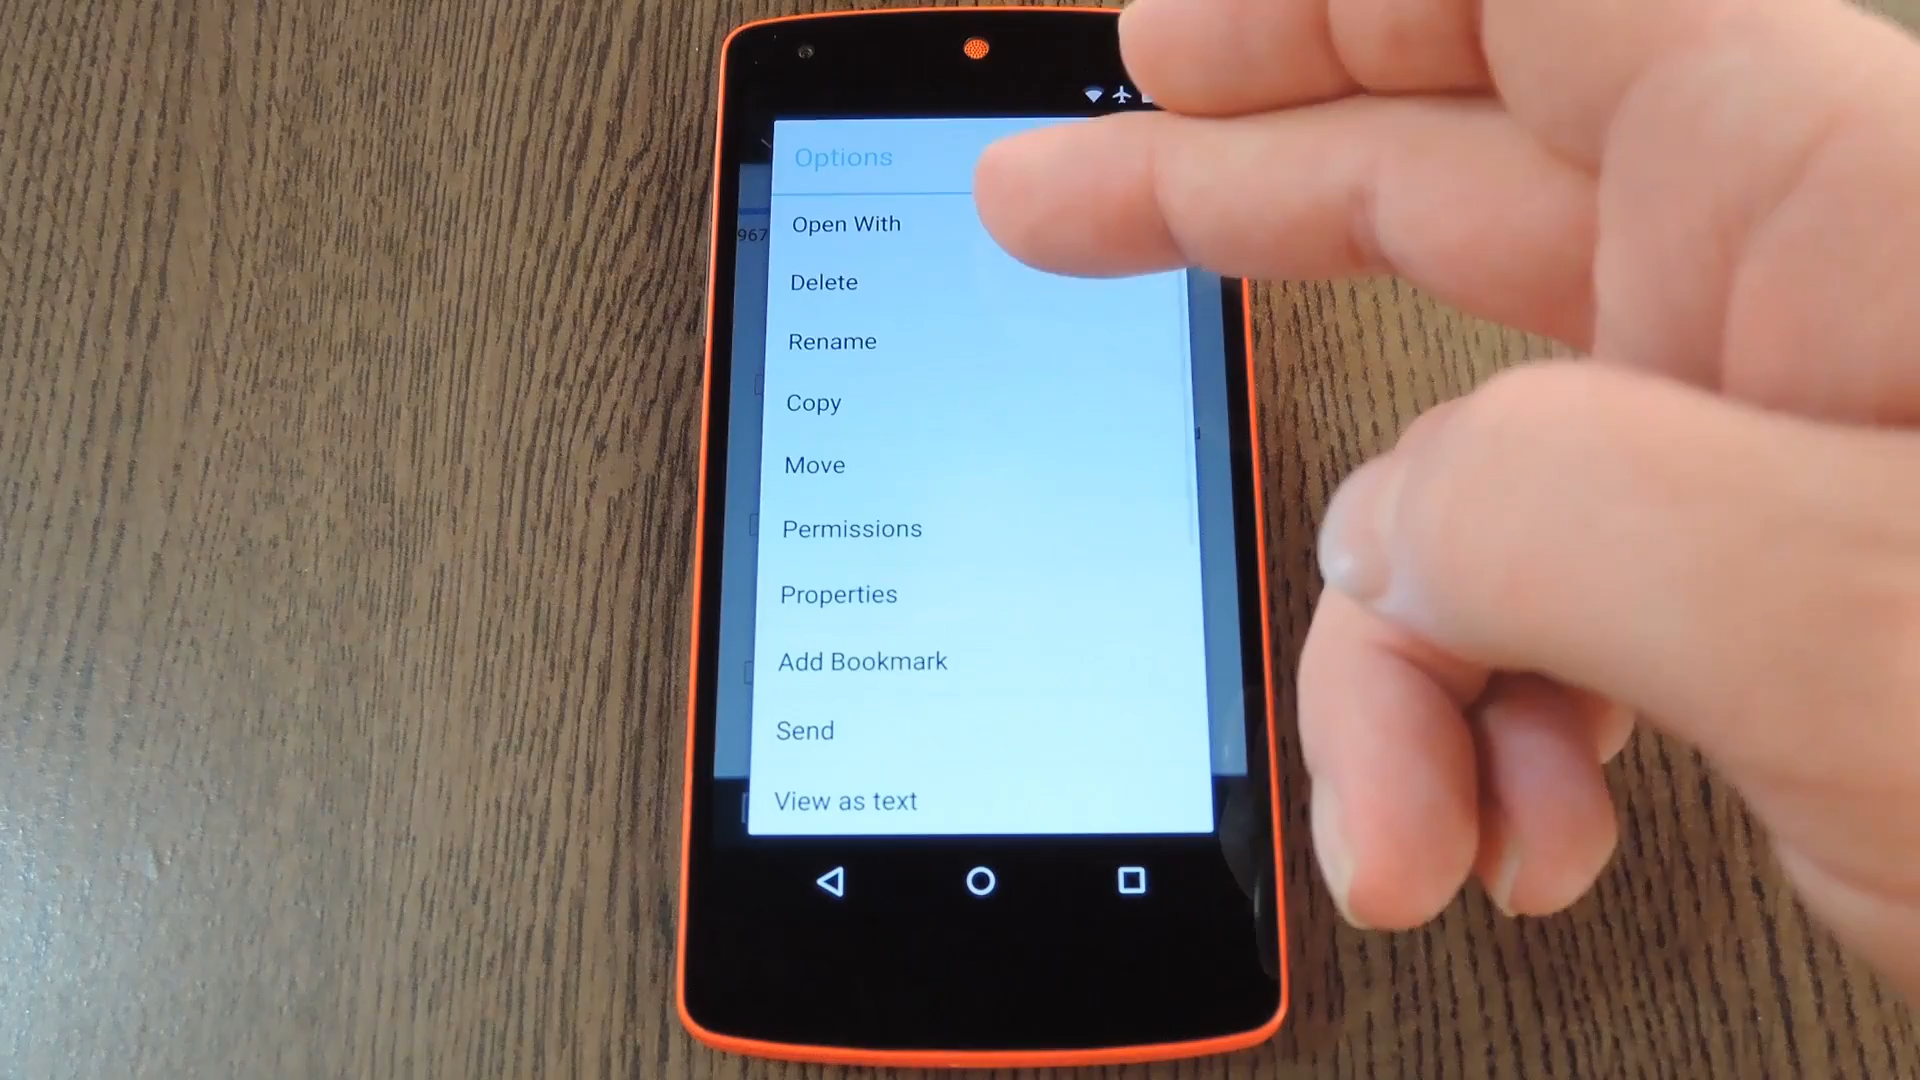 Options
967
Open With
Delete
Rename
Copy
Move
Permissions
Properties
Add Bookmark
Send
View as text